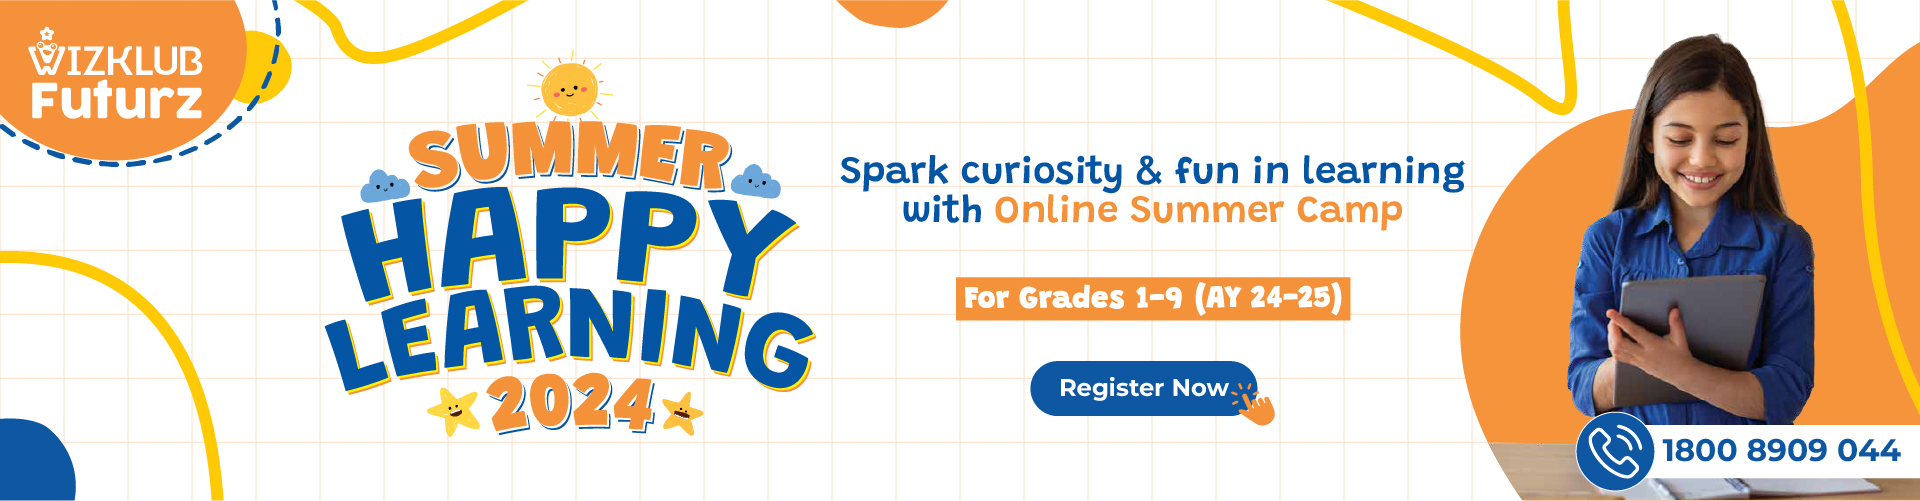 WIZKLUB
Futurz
SUMMER
HAPPY
LEARNING
2024
Spark curiosity & fun in learning
with Online Summer Camp
For Grades 1-9 (AY 24-25)
Register Now
1800 8909 044